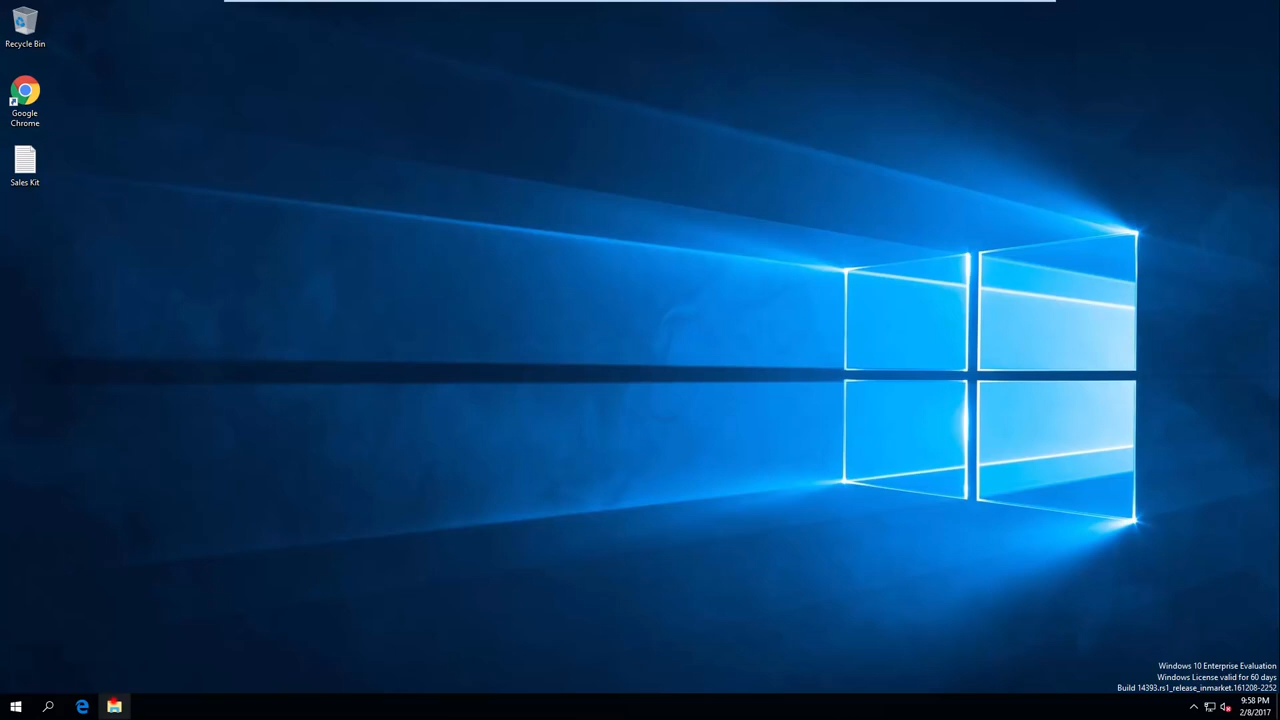 Recycle Bin
Google
Chrome
Sales Kit
Windows 10 Enterprise Evaluation
Windows License valid for 60 days
Build 14393.rs1_release_inmarket.161208-2252
9:58 PM
2/8/2017